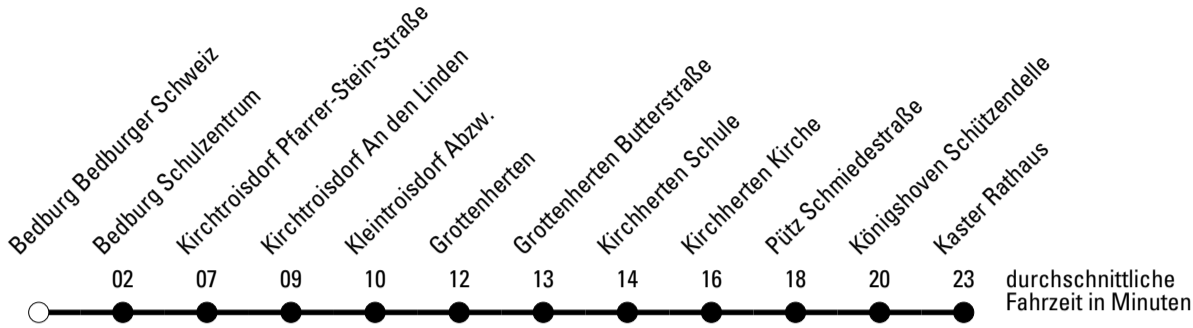 Bedburg Bedburger Schweiz
Bedburg Schulzentrum
Kirchtroisdorf Pfarrer-Stein-Straße
Kirchtroisdorf An den Linden
Kleintroisdorf Abzw.
Grottenherten
Grottenherten Butterstraße
Kirchherten Schule
Kirchherten Kirche
Pütz Schmiedestraße
Königshoven Schützendelle
Kaster Rathaus
02 07 09 10 12 13 14 16 18 20 23
durchschnittliche
Fahrzeit in Minuten